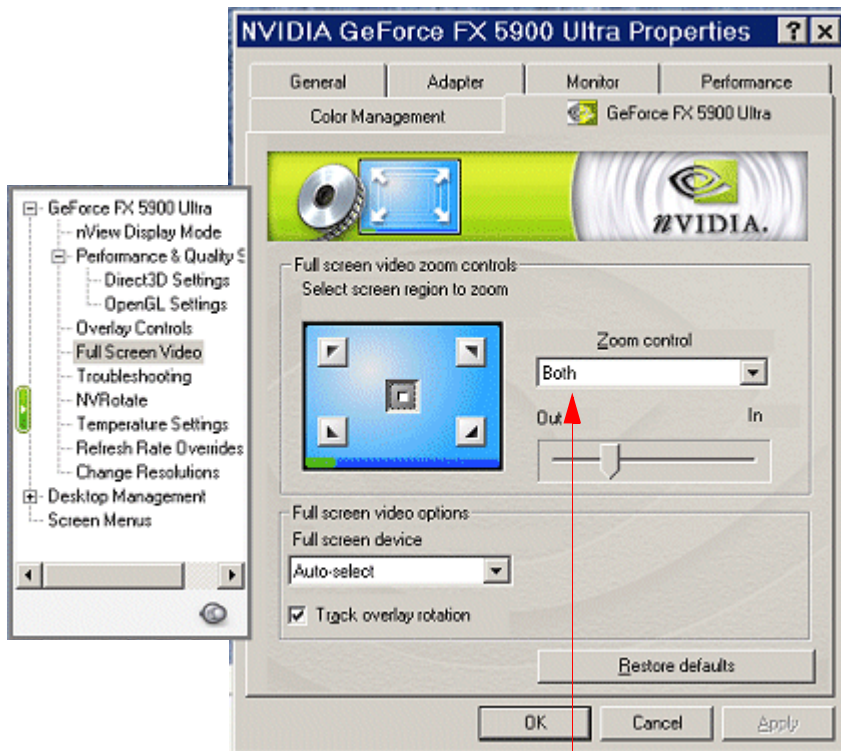 NVIDIA GeForce FX 5900 Ultra Properties
General Adapter Monitor Performance
Color Management GeForce FX 5900 Ultra
nVIDIA.
GeForce FX 5900 Ultra
nView Display Mode
Performance & Quality S
Direct3D Settings
OpenGL Settings
Overlay Controls
Full Screen Video
Troubleshooting
NVRotate
Temperature Settings
Refresh Rate Overrides
Change Resolutions
Desktop Management
Screen Menus
Full screen video zoom controls
Select screen region to zoom
Zoom control
Both
Out In
Full screen video options
Full screen device
Auto-select
Track overlay rotation
Restore defaults
OK Cancel Apply